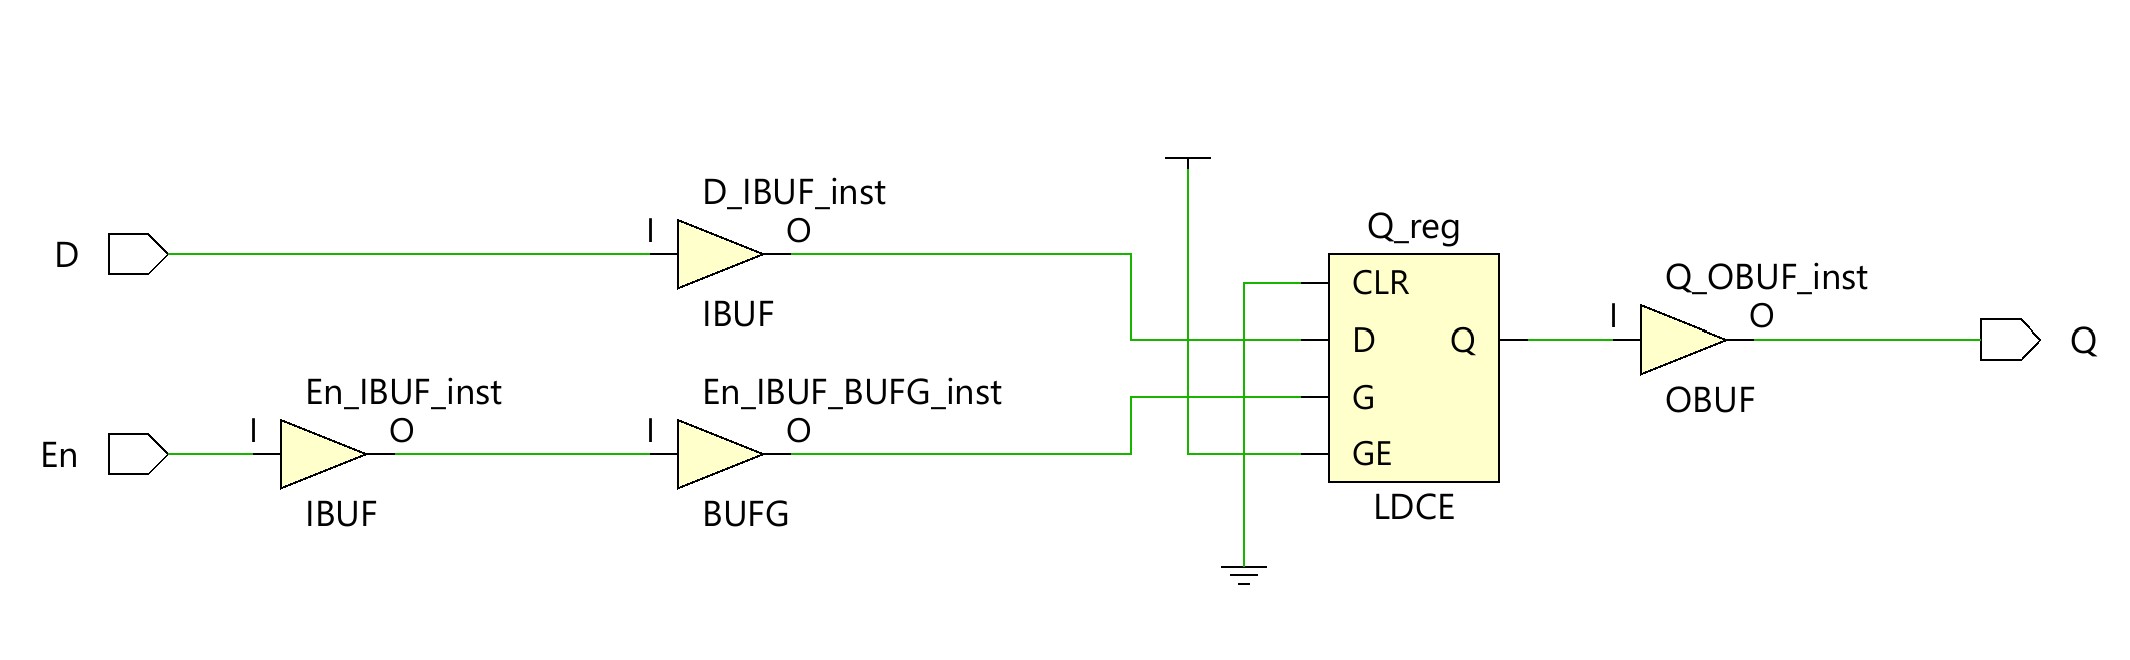 D_IBUF_inst
D
I
O
IBUF
En_IBUF_inst
En
I
O
IBUF
En_IBUF_BUFG_inst
I
O
BUFG
Q_reg
CLR
D
Q
G
GE
LDCE
Q_OBUF_inst
I
O
OBUF
Q